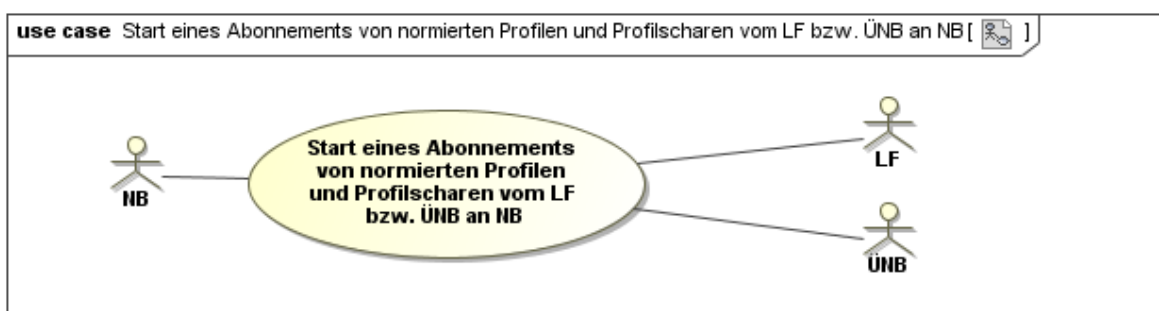 use case Start eines Abonnements von normierten Profilen und Profilscharen vom LF bzw. ÜNB an NB [ ]
Start eines Abonnements
von normierten Profilen
und Profilscharen vom LF
bzw. ÜNB an NB
NB
LF
ÜNB